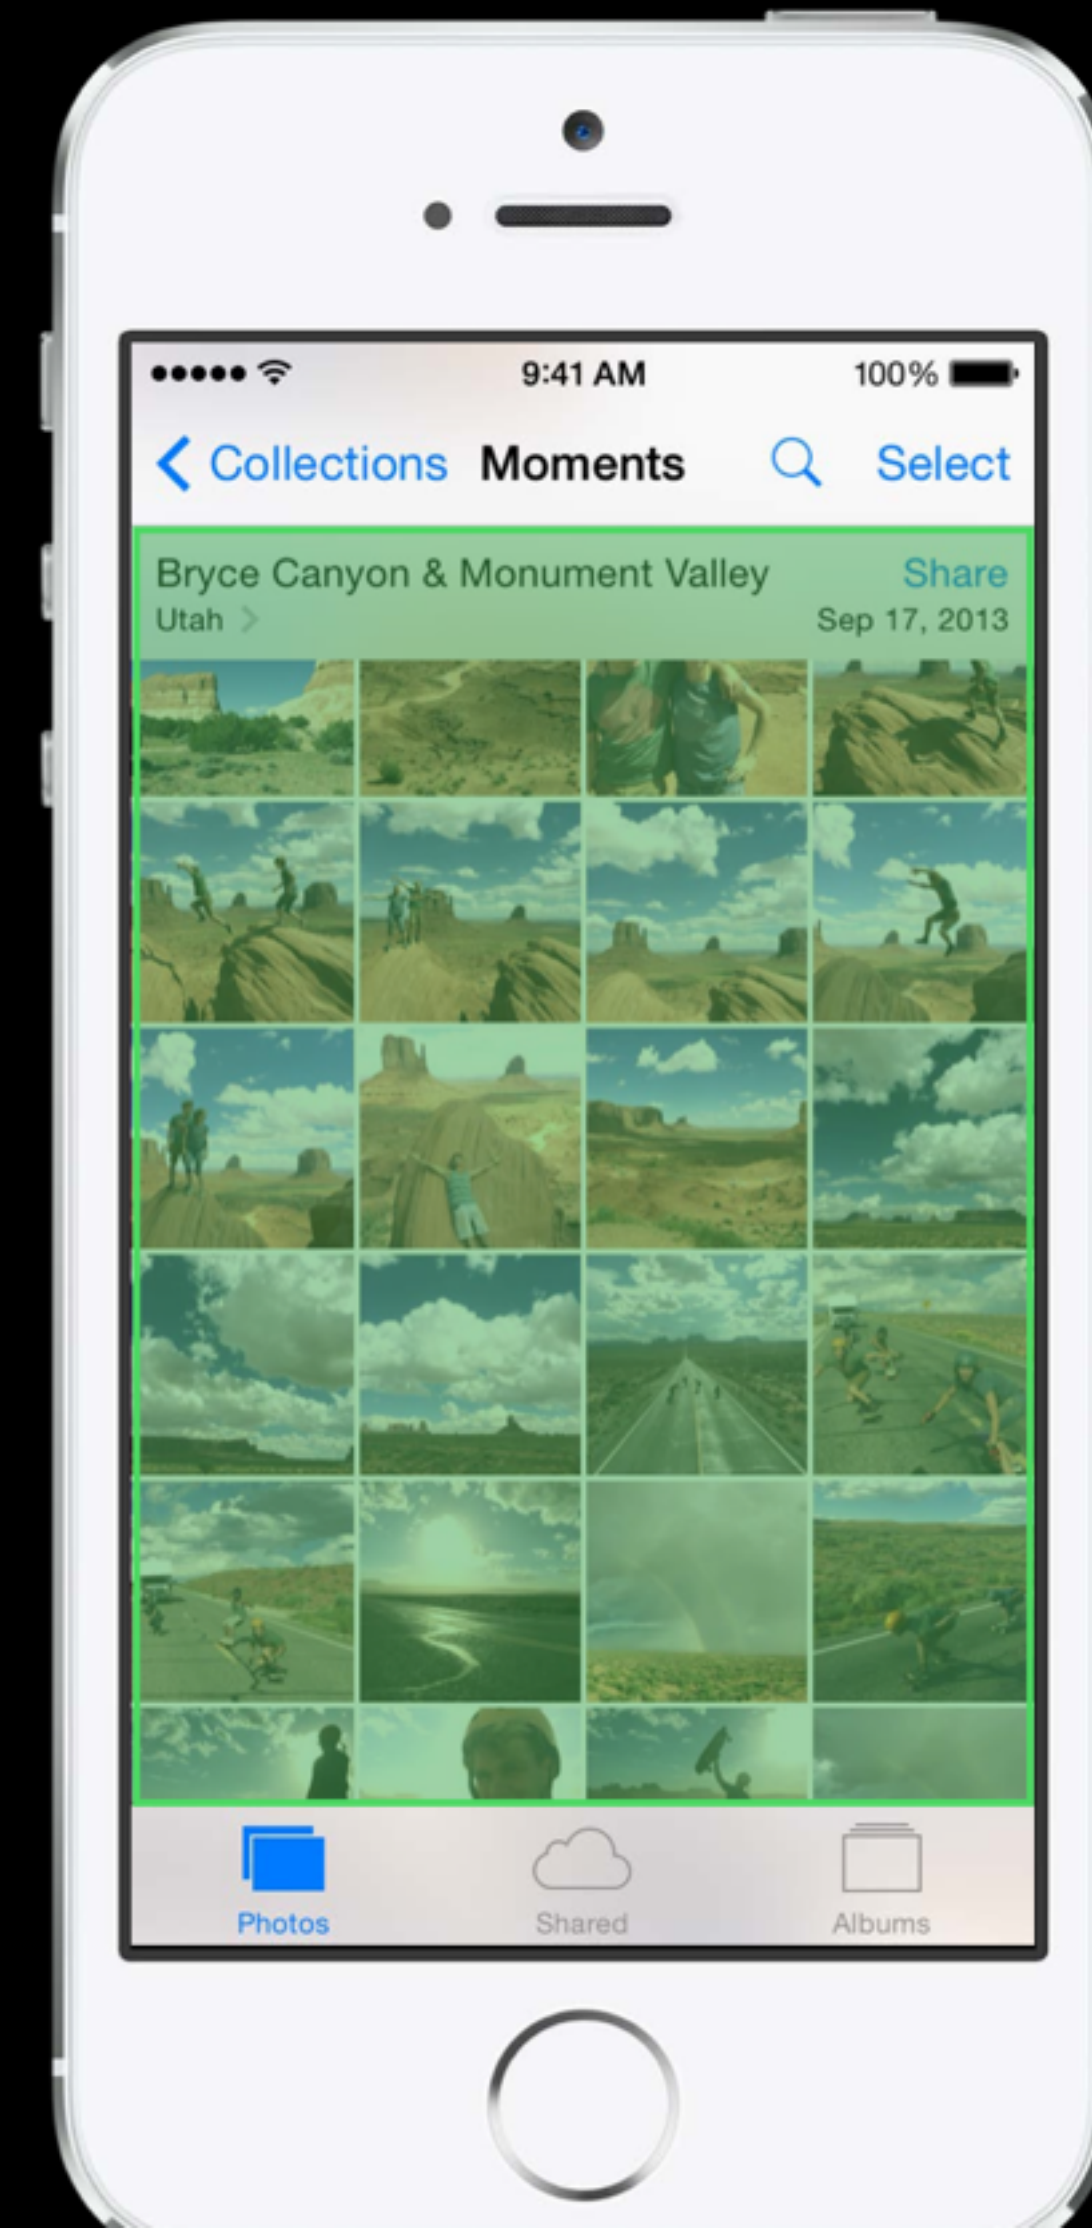 9:41 AM 100%
Collections Moments Select
Bryce Canyon & Monument Valley Share
Utah Sep 17, 2013
Photos Shared Albums